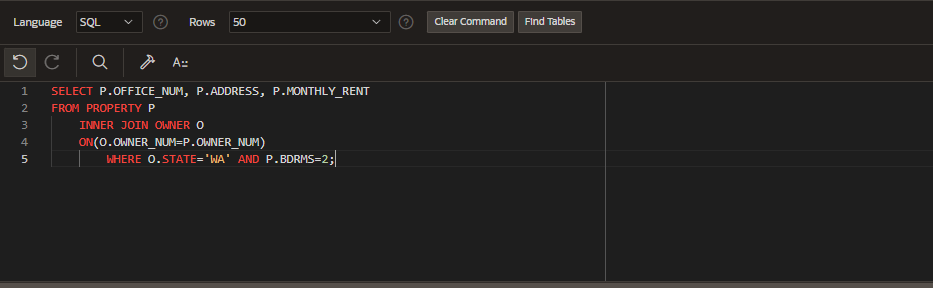 Language SQL ? Rows 50 ? Clear Command Find Tables
A::
1 SELECT P.OFFICE_NUM, P.ADDRESS, P.MONTHLY_RENT
2 FROM PROPERTY P
3 INNER JOIN OWNER O
4 ON(O.OWNER_NUM=P.OWNER_NUM)
5 WHERE O.STATE='WA' AND P.BDRMS=2;